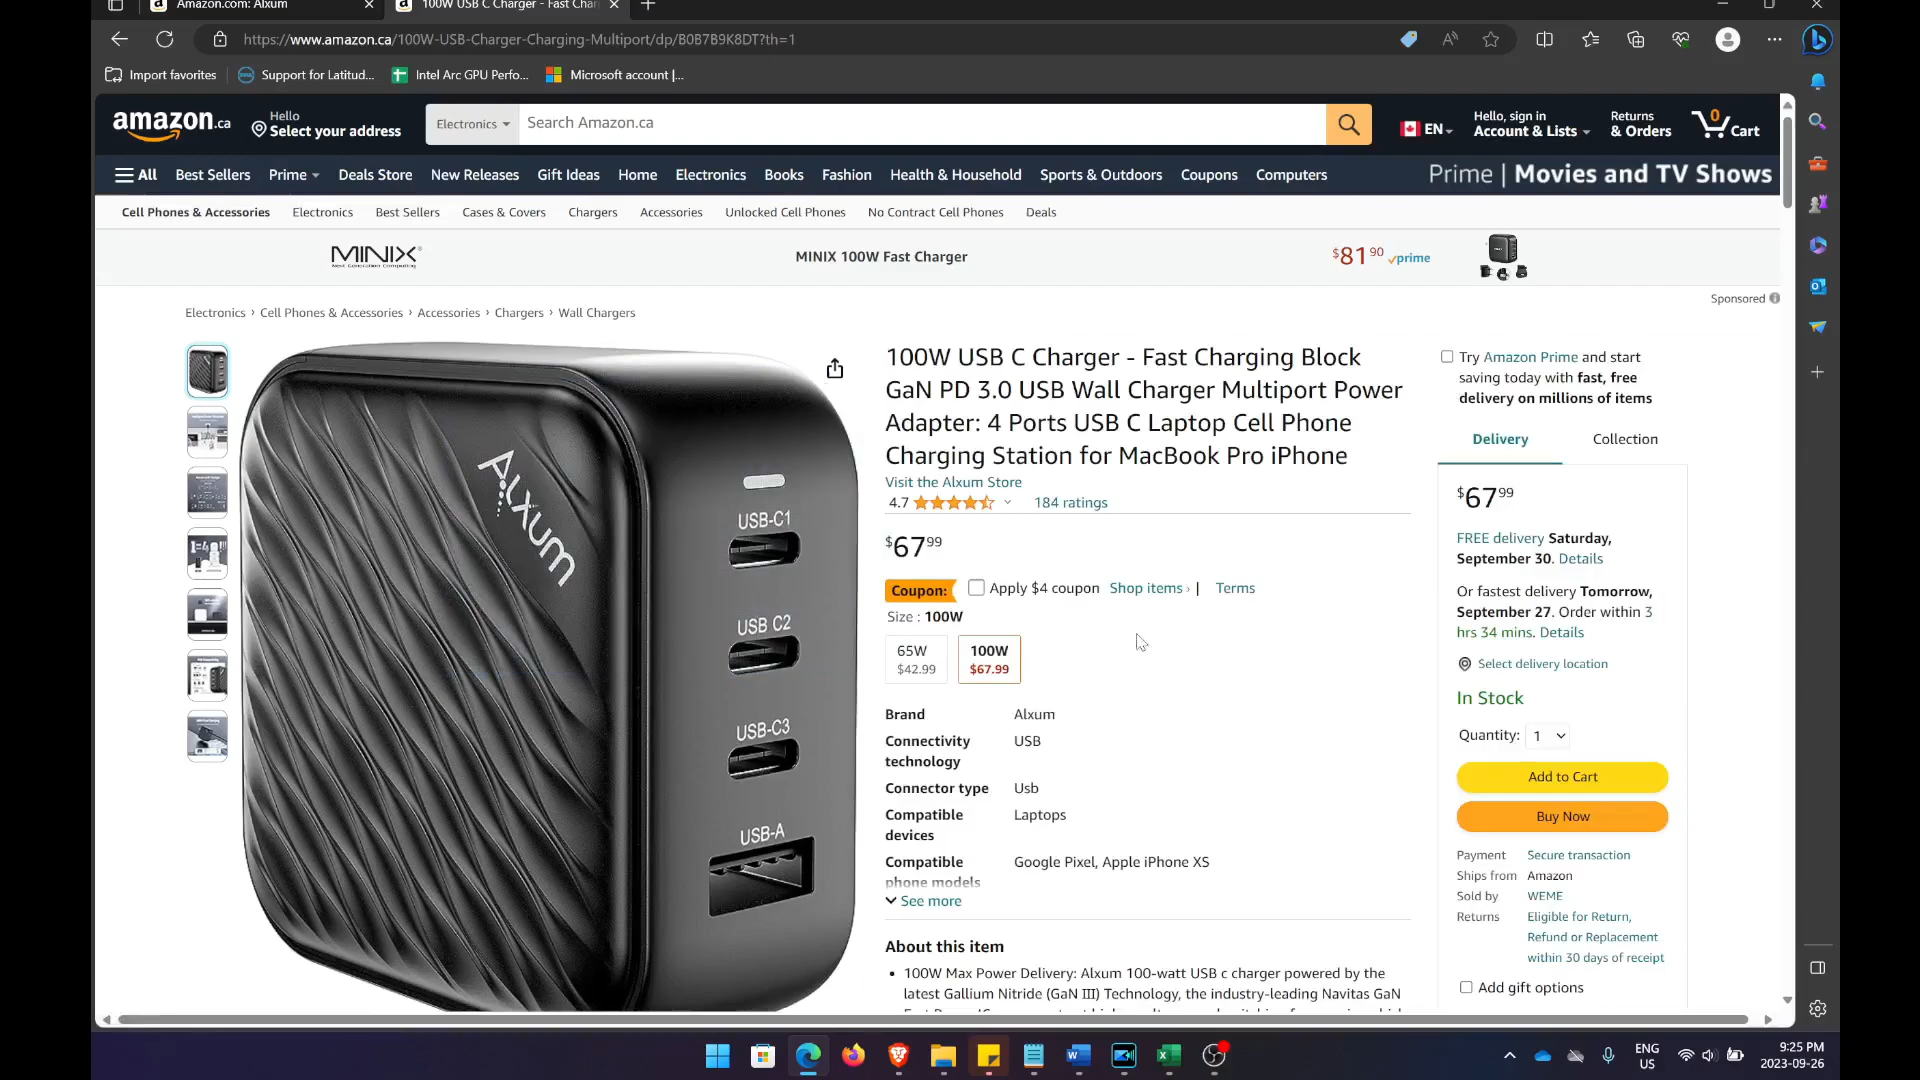 Amazon.com: Alxum
100W USB C Charger - Fast Char
https://www.amazon.ca/100W-USB-Charger-Charging-Multiport/dp/B0B7B9K8DT?th=1
Import favorites
Support for Latitud...
Intel Arc GPU Perfo...
Microsoft account |...
amazon.ca
Hello
Select your address
Electronics
Search Amazon.ca
EN
Hello, sign in
Account & Lists
Returns
& Orders
0
Cart
All
Best Sellers
Prime
Deals Store
New Releases
Gift Ideas
Home
Electronics
Books
Fashion
Health & Household
Sports & Outdoors
Coupons
Computers
Prime | Movies and TV Shows
Cell Phones & Accessories
Electronics
Best Sellers
Cases & Covers
Chargers
Accessories
Unlocked Cell Phones
No Contract Cell Phones
Deals
MINIX
Next Generation Computing
MINIX 100W Fast Charger
$81 90 prime
Sponsored
Electronics › Cell Phones & Accessories › Accessories › Chargers › Wall Chargers
Alxum
USB-C1
USB C2
USB-C3
USB-A
100W USB C Charger - Fast Charging Block
GaN PD 3.0 USB Wall Charger Multiport Power
Adapter: 4 Ports USB C Laptop Cell Phone
Charging Station for MacBook Pro iPhone
Visit the Alxum Store
4.7
184 ratings
$67 99
Coupon:
Apply $4 coupon
Shop items ›
|
Terms
Size : 100W
65W
$42.99
100W
$67.99
Brand
Alxum
Connectivity
technology
USB
Connector type
Usb
Compatible
devices
Laptops
Compatible
phone models
Google Pixel, Apple iPhone XS
See more
About this item
• 100W Max Power Delivery: Alxum 100-watt USB c charger powered by the
latest Gallium Nitride (GaN III) Technology, the industry-leading Navitas GaN
Try Amazon Prime and start
saving today with fast, free
delivery on millions of items
Delivery
Collection
$67 99
FREE delivery Saturday,
September 30. Details
Or fastest delivery Tomorrow,
September 27. Order within 3
hrs 34 mins. Details
Select delivery location
In Stock
Quantity: 1
Add to Cart
Buy Now
Payment
Secure transaction
Ships from
Amazon
Sold by
WEME
Returns
Eligible for Return,
Refund or Replacement
within 30 days of receipt
Add gift options
ENG
US
9:25 PM
2023-09-26